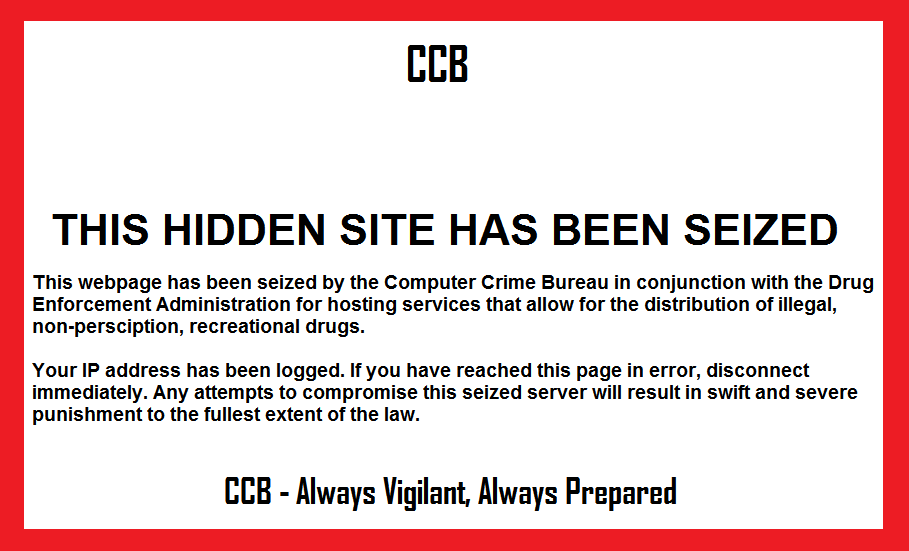 CCB
THIS HIDDEN SITE HAS BEEN SEIZED
This webpage has been seized by the Computer Crime Bureau in conjunction with the Drug
Enforcement Administration for hosting services that allow for the distribution of illegal,
non-persciption, recreational drugs.
Your IP address has been logged. If you have reached this page in error, disconnect
immediately. Any attempts to compromise this seized server will result in swift and severe
punishment to the fullest extent of the law.
CCB - Always Vigilant, Always Prepared